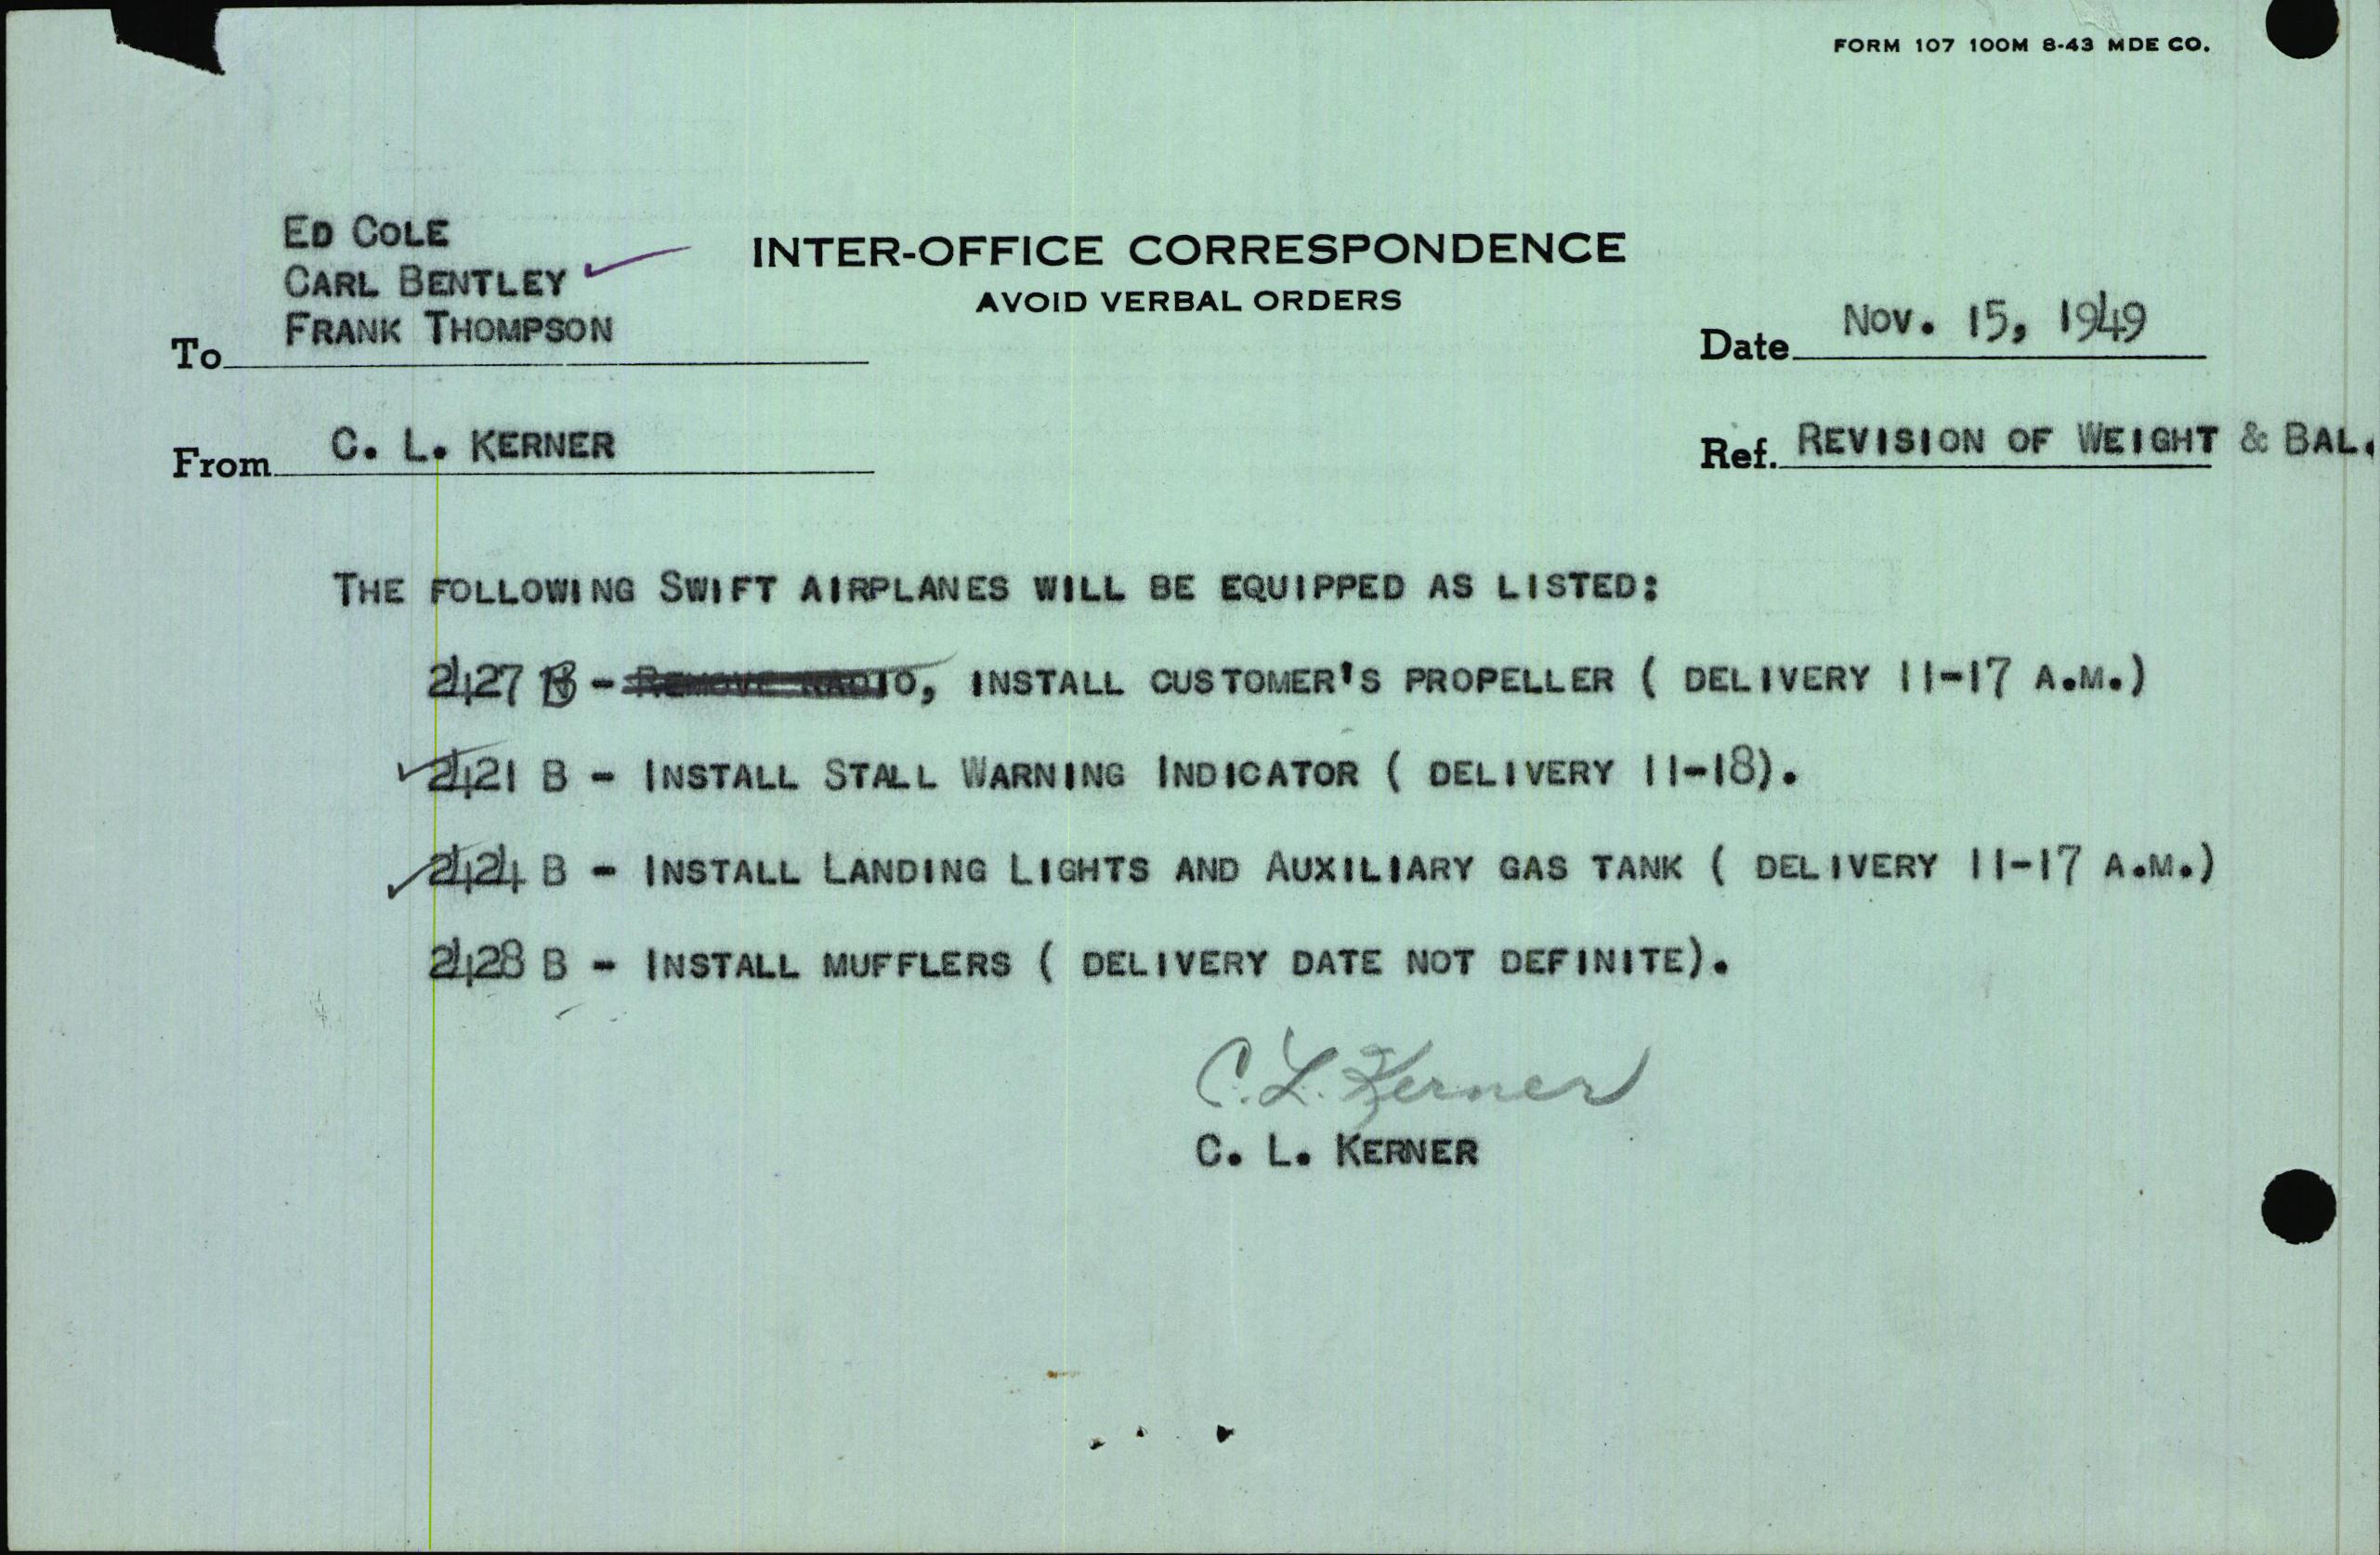 FORM 107 100M 8-43 MDE CO.
ED COLE
CARL BENTLEY
FRANK THOMPSON
INTER-OFFICE CORRESPONDENCE
AVOID VERBAL ORDERS
To
Date NOV. 15, 1949
From C. L. KERNER
Ref. REVISION OF WEIGHT & BAL.
THE FOLLOWING SWIFT AIRPLANES WILL BE EQUIPPED AS LISTED:
2427 B - REMOVE RADIO, INSTALL CUSTOMER'S PROPELLER ( DELIVERY 11-17 A.M.)
2421 B - INSTALL STALL WARNING INDICATOR ( DELIVERY 11-18).
2424 B - INSTALL LANDING LIGHTS AND AUXILIARY GAS TANK ( DELIVERY 11-17 A.M.)
2428 B - INSTALL MUFFLERS ( DELIVERY DATE NOT DEFINITE).
C. L. Kerner
C. L. KERNER